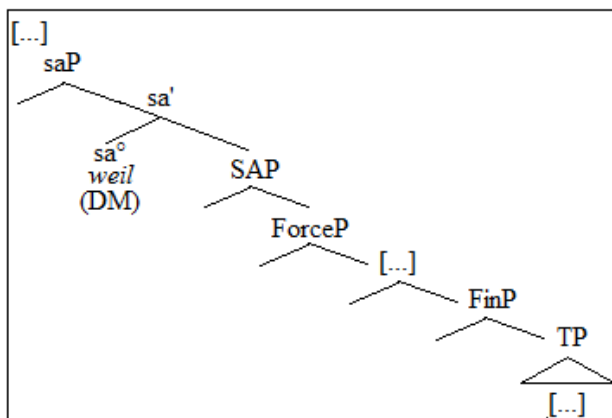 [...]
saP
sa'
sa°
weil
(DM)
SAP
ForceP
[...]
FinP
TP
[...]